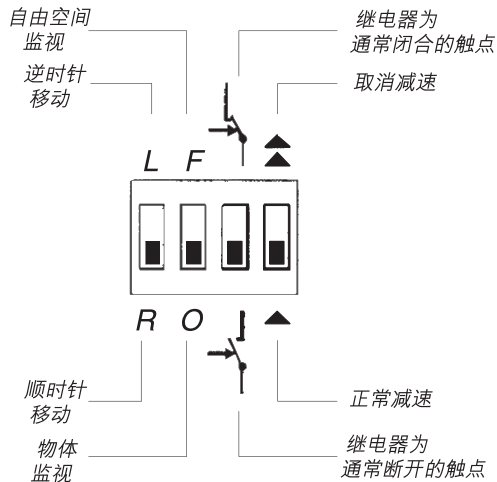 自由空间
监视
继电器为
通常闭合的触点
逆时针
移动
取消减速
L F
R O
顺时针
移动
正常减速
物体
监视
继电器为
通常断开的触点